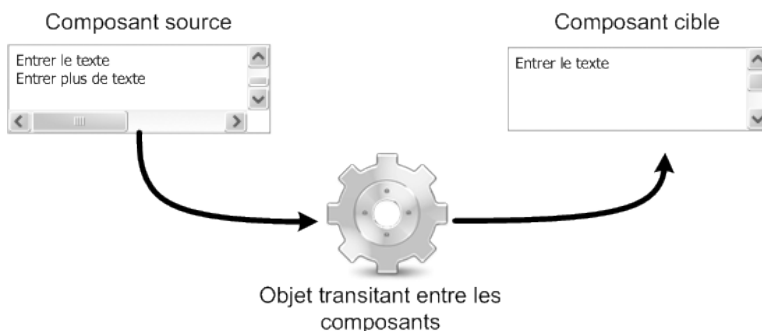 Composant source
Composant cible
Entrer le texte
Entrer plus de texte
Entrer le texte
Objet transitant entre les
composants